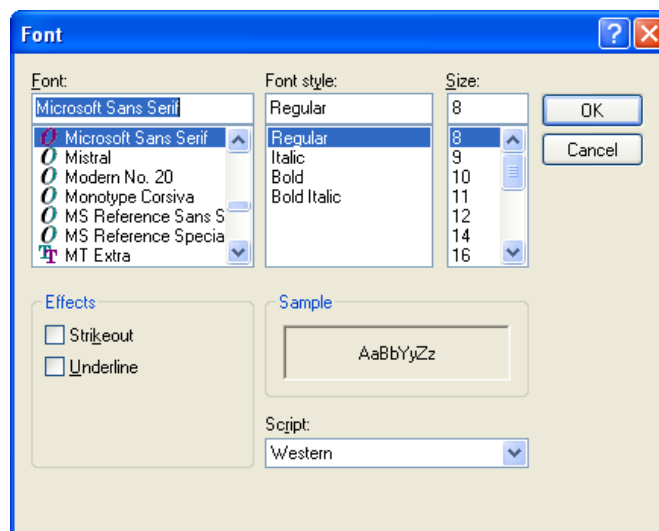 Font
Font: Font style: Size:
Microsoft Sans Serif Regular 8 OK
Microsoft Sans Serif Regular 8 Cancel
Mistral Italic 9
Modern No. 20 Bold 10
Monotype Corsiva Bold Italic 11
MS Reference Sans S 12
MS Reference Specia 14
MT Extra 16
Effects Sample
Strikeout
Underline
AaBbYyZz
Script:
Western